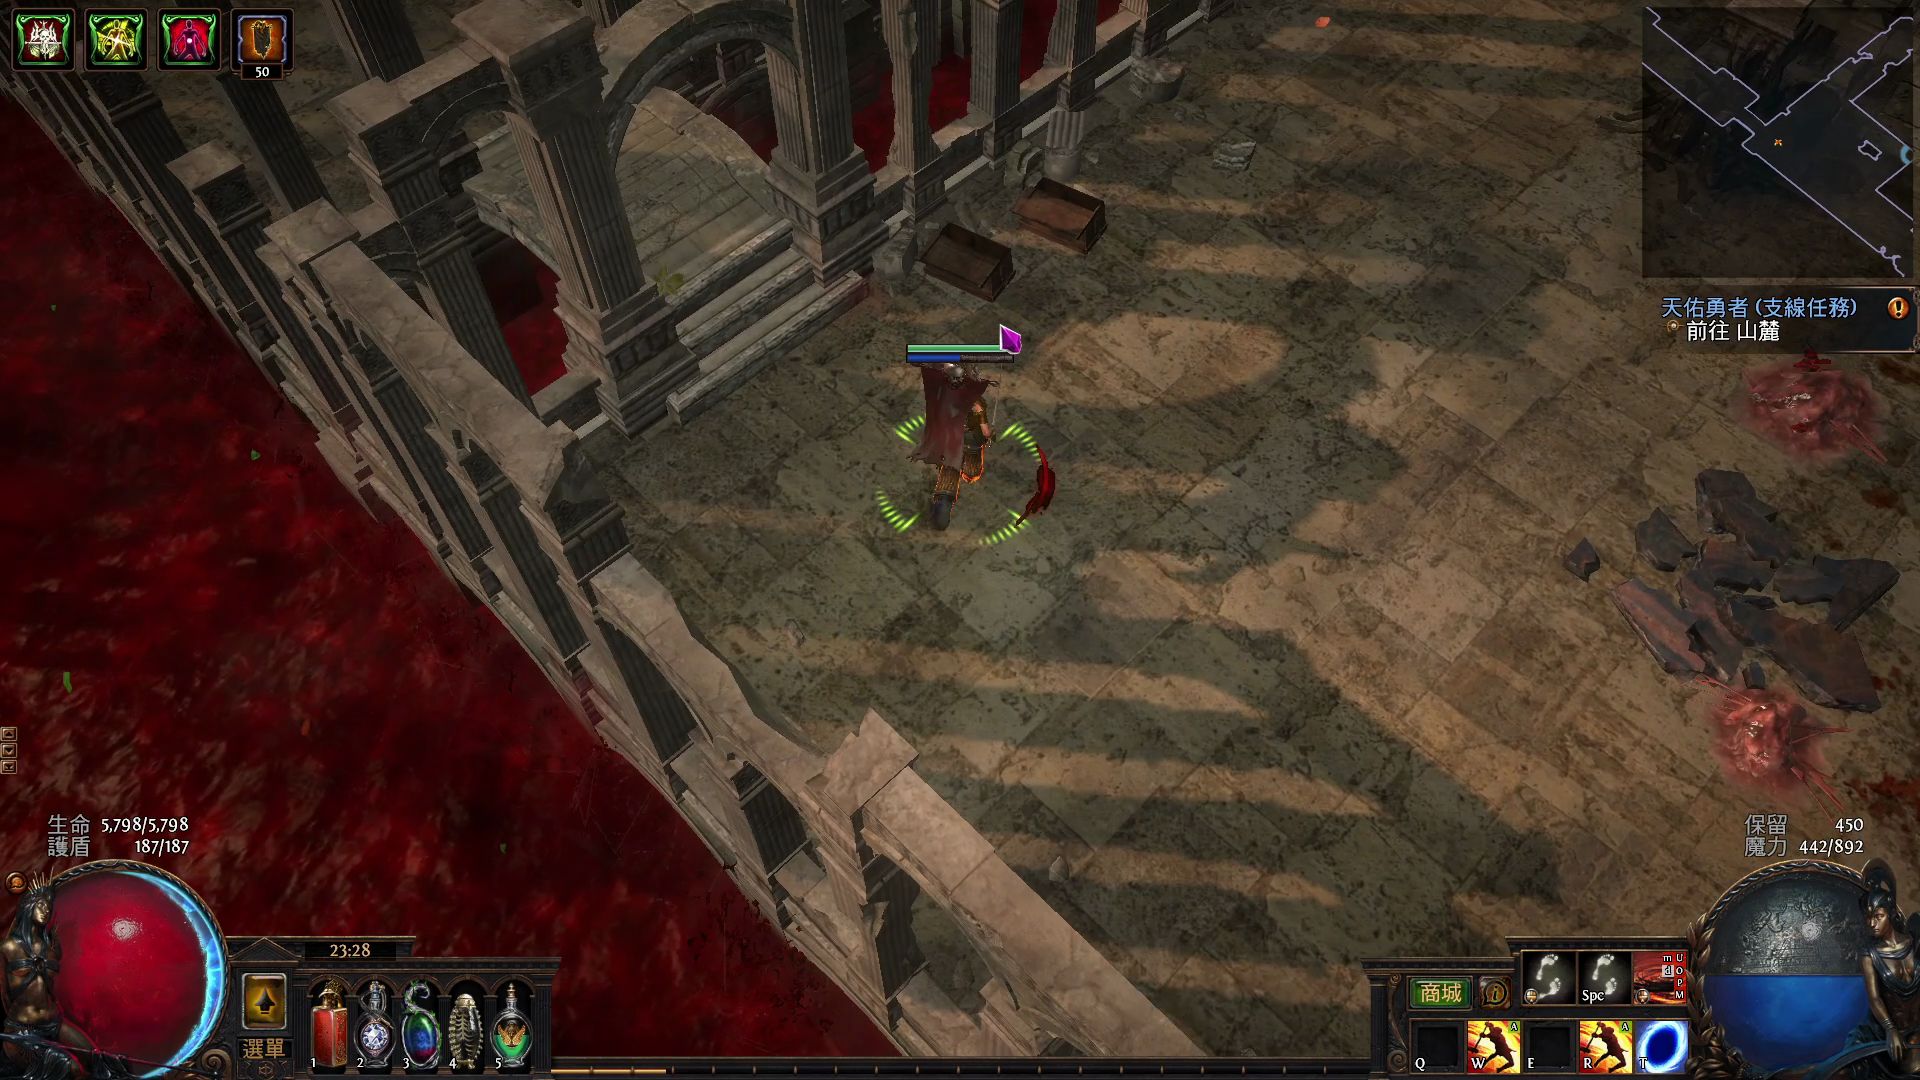 50
天佑勇者 (支線任務)
前往 山麓
生命 5,798/5,798
護盾 187/187
保留 450
魔力 442/892
23:28
選單
1 2 3 4 5
商城
Spc
m U
d O
P
M
Q W A E R A T